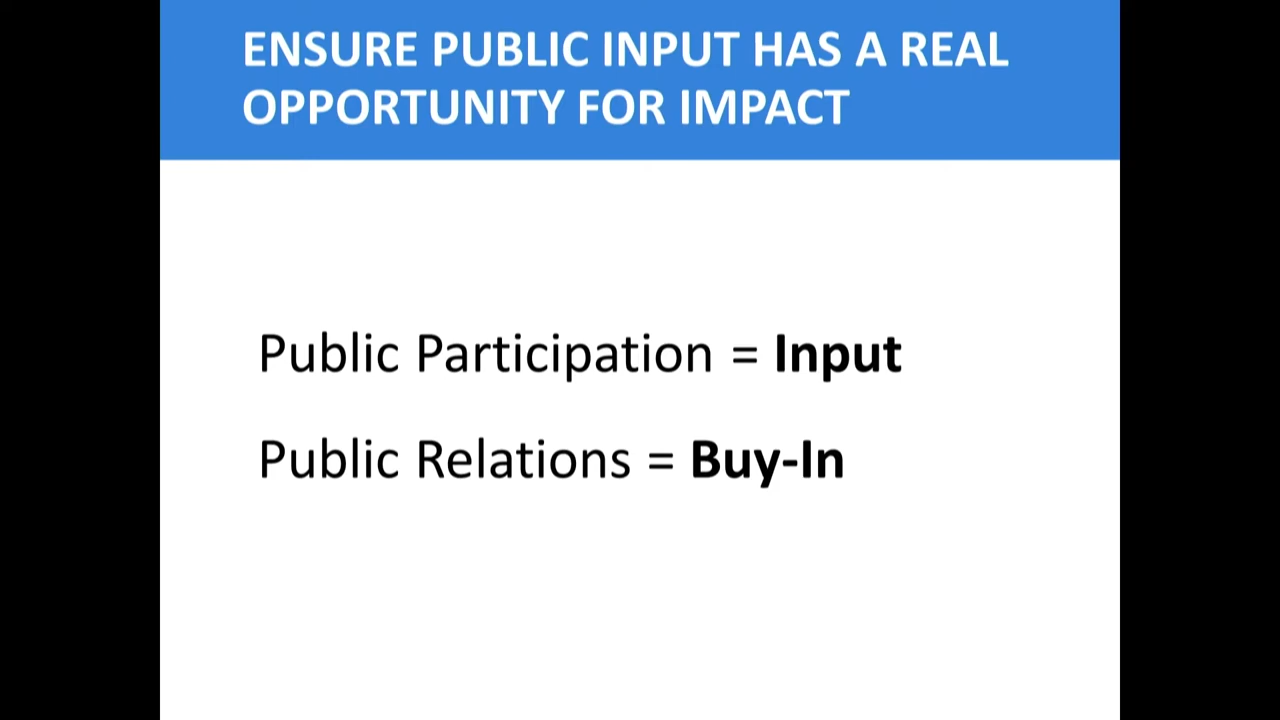 ENSURE PUBLIC INPUT HAS A REAL
OPPORTUNITY FOR IMPACT
Public Participation = Input
Public Relations = Buy-In